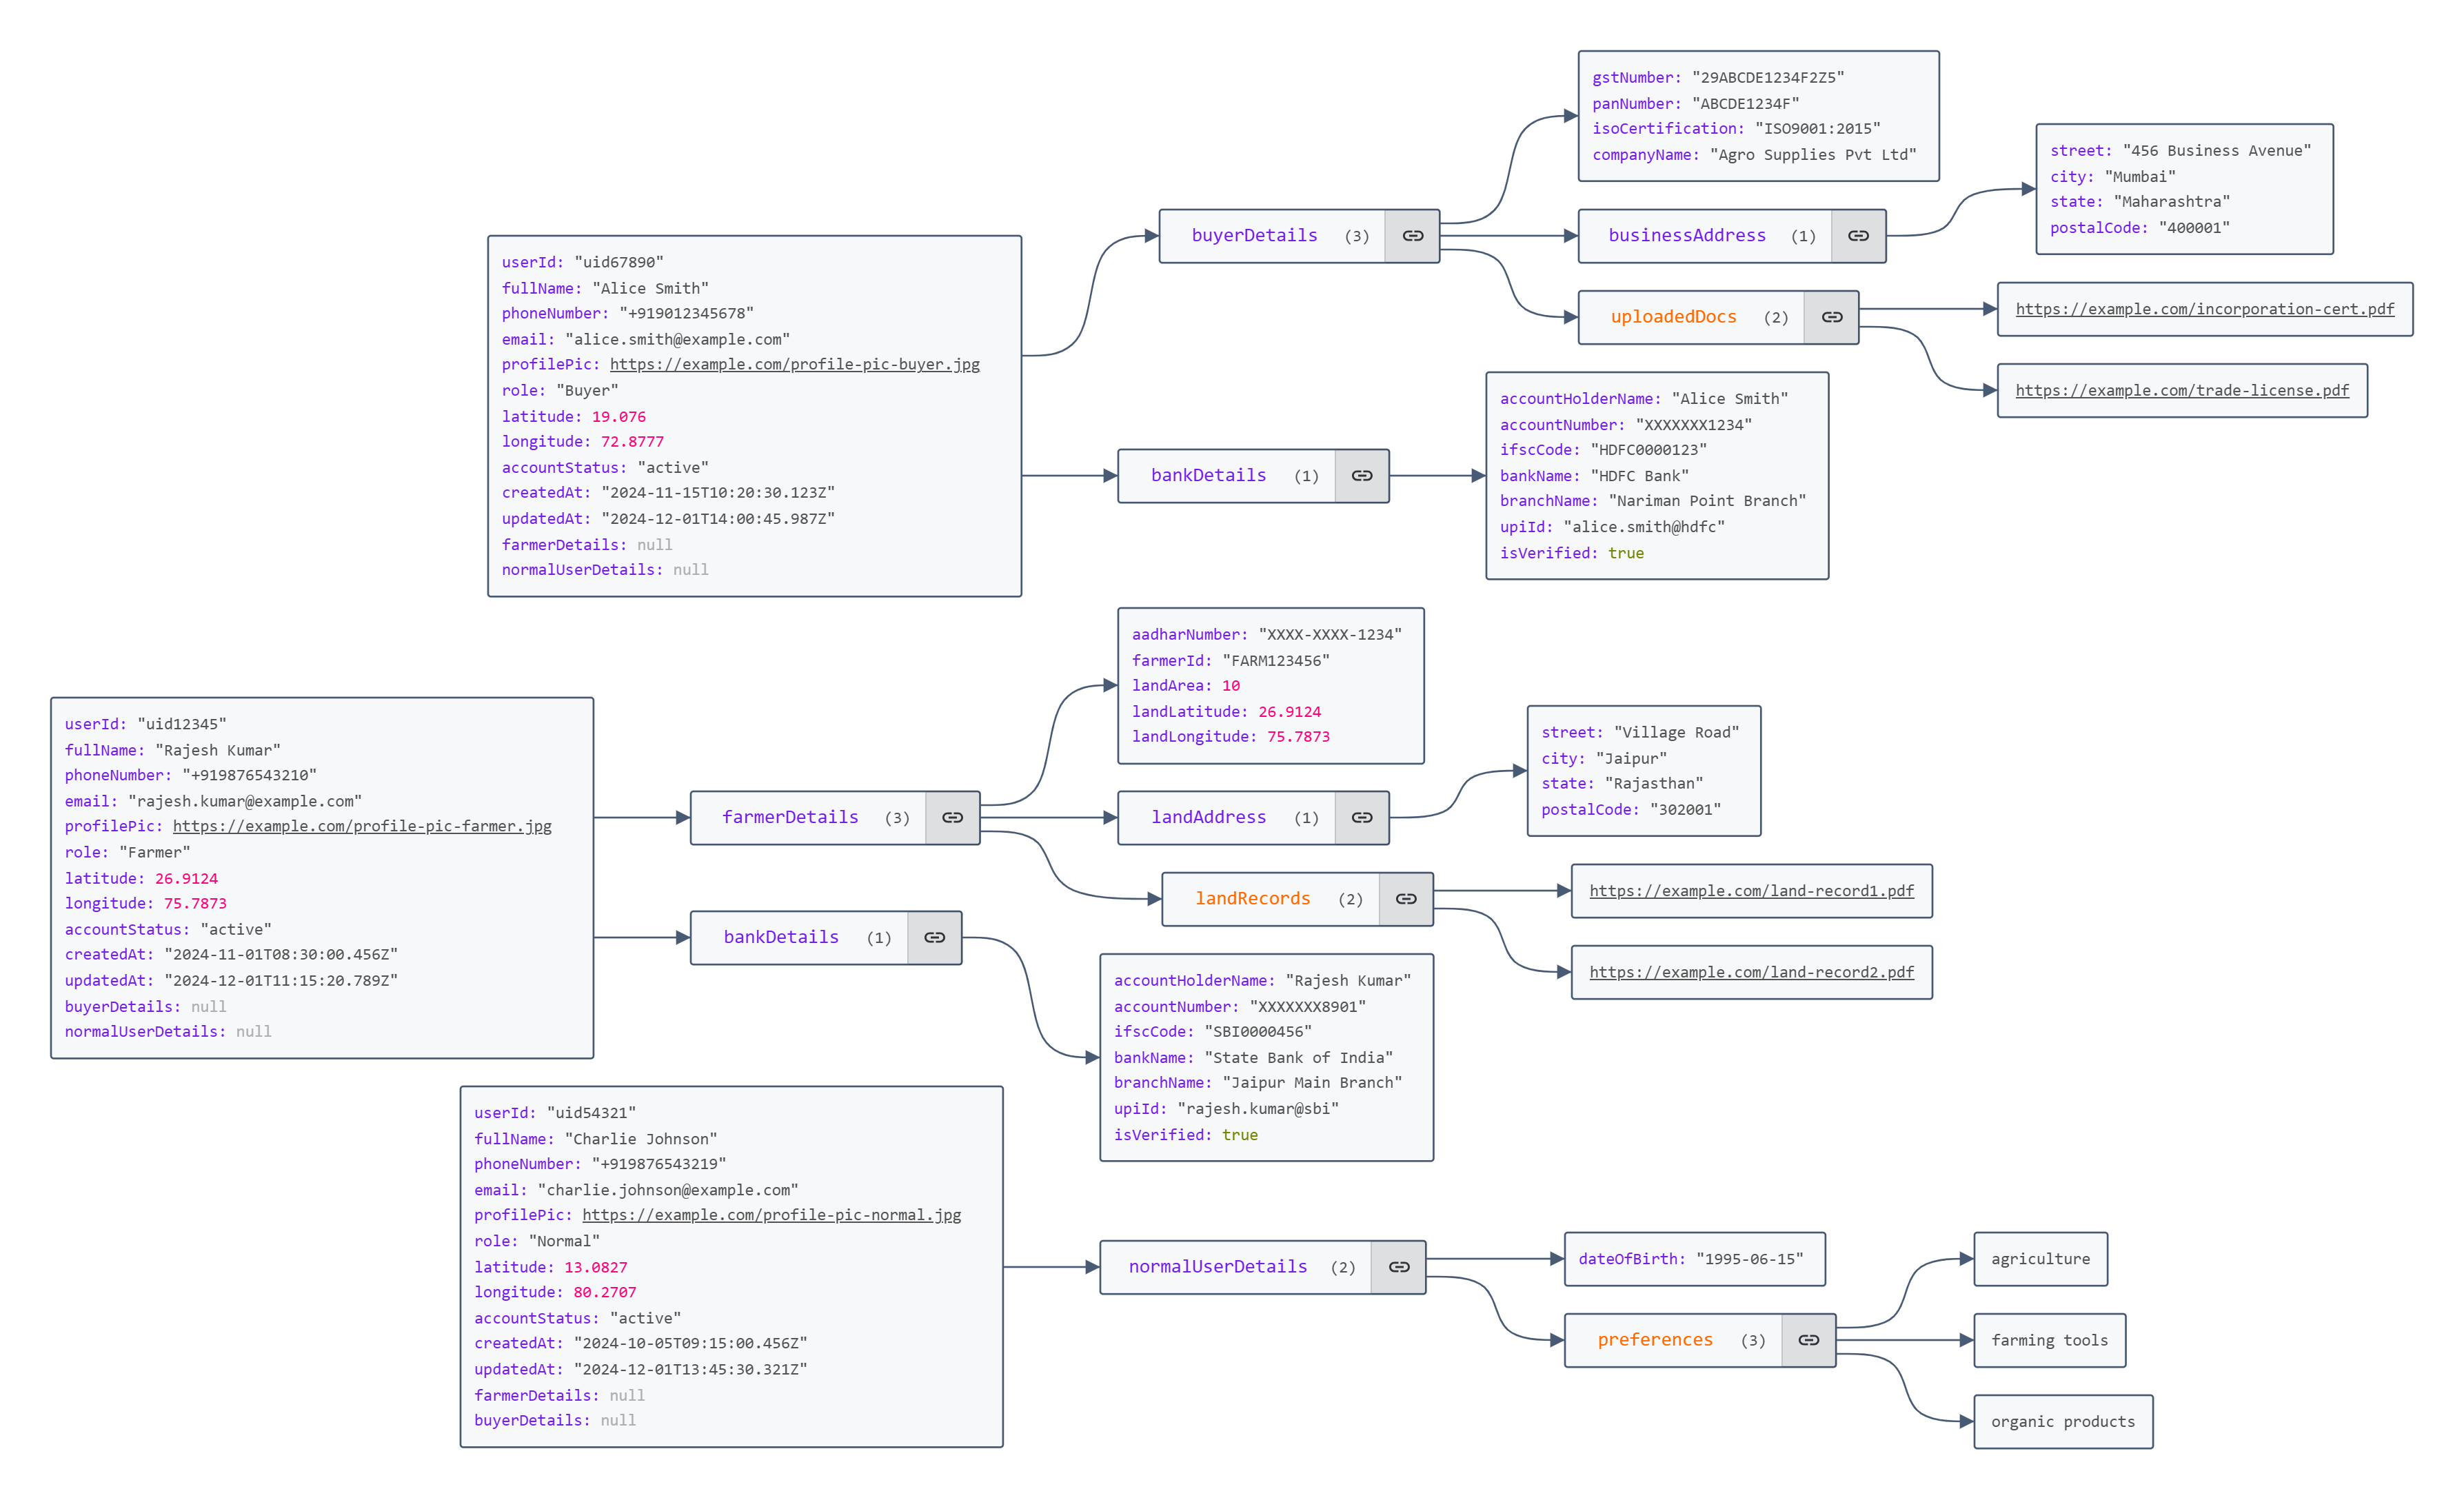 userId: "uid67890"
fullName: "Alice Smith"
phoneNumber: "+919012345678"
email: "alice.smith@example.com"
profilePic: https://example.com/profile-pic-buyer.jpg
role: "Buyer"
latitude: 19.076
longitude: 72.8777
accountStatus: "active"
createdAt: "2024-11-15T10:20:30.123Z"
updatedAt: "2024-12-01T14:00:45.987Z"
farmerDetails: null
normalUserDetails: null
buyerDetails (3)
gstNumber: "29ABCDE1234F2Z5"
panNumber: "ABCDE1234F"
isoCertification: "ISO9001:2015"
companyName: "Agro Supplies Pvt Ltd"
businessAddress (1)
street: "456 Business Avenue"
city: "Mumbai"
state: "Maharashtra"
postalCode: "400001"
uploadedDocs (2)
https://example.com/incorporation-cert.pdf
https://example.com/trade-license.pdf
bankDetails (1)
accountHolderName: "Alice Smith"
accountNumber: "XXXXXXX1234"
ifscCode: "HDFC0000123"
bankName: "HDFC Bank"
branchName: "Nariman Point Branch"
upiId: "alice.smith@hdfc"
isVerified: true
userId: "uid12345"
fullName: "Rajesh Kumar"
phoneNumber: "+919876543210"
email: "rajesh.kumar@example.com"
profilePic: https://example.com/profile-pic-farmer.jpg
role: "Farmer"
latitude: 26.9124
longitude: 75.7873
accountStatus: "active"
createdAt: "2024-11-01T08:30:00.456Z"
updatedAt: "2024-12-01T11:15:20.789Z"
buyerDetails: null
normalUserDetails: null
farmerDetails (3)
aadharNumber: "XXXX-XXXX-1234"
farmerId: "FARM123456"
landArea: 10
landLatitude: 26.9124
landLongitude: 75.7873
landAddress (1)
street: "Village Road"
city: "Jaipur"
state: "Rajasthan"
postalCode: "302001"
landRecords (2)
https://example.com/land-record1.pdf
https://example.com/land-record2.pdf
bankDetails (1)
accountHolderName: "Rajesh Kumar"
accountNumber: "XXXXXXX8901"
ifscCode: "SBI0000456"
bankName: "State Bank of India"
branchName: "Jaipur Main Branch"
upiId: "rajesh.kumar@sbi"
isVerified: true
userId: "uid54321"
fullName: "Charlie Johnson"
phoneNumber: "+919876543219"
email: "charlie.johnson@example.com"
profilePic: https://example.com/profile-pic-normal.jpg
role: "Normal"
latitude: 13.0827
longitude: 80.2707
accountStatus: "active"
createdAt: "2024-10-05T09:15:00.456Z"
updatedAt: "2024-12-01T13:45:30.321Z"
farmerDetails: null
buyerDetails: null
normalUserDetails (2)
dateOfBirth: "1995-06-15"
preferences (3)
agriculture
farming tools
organic products